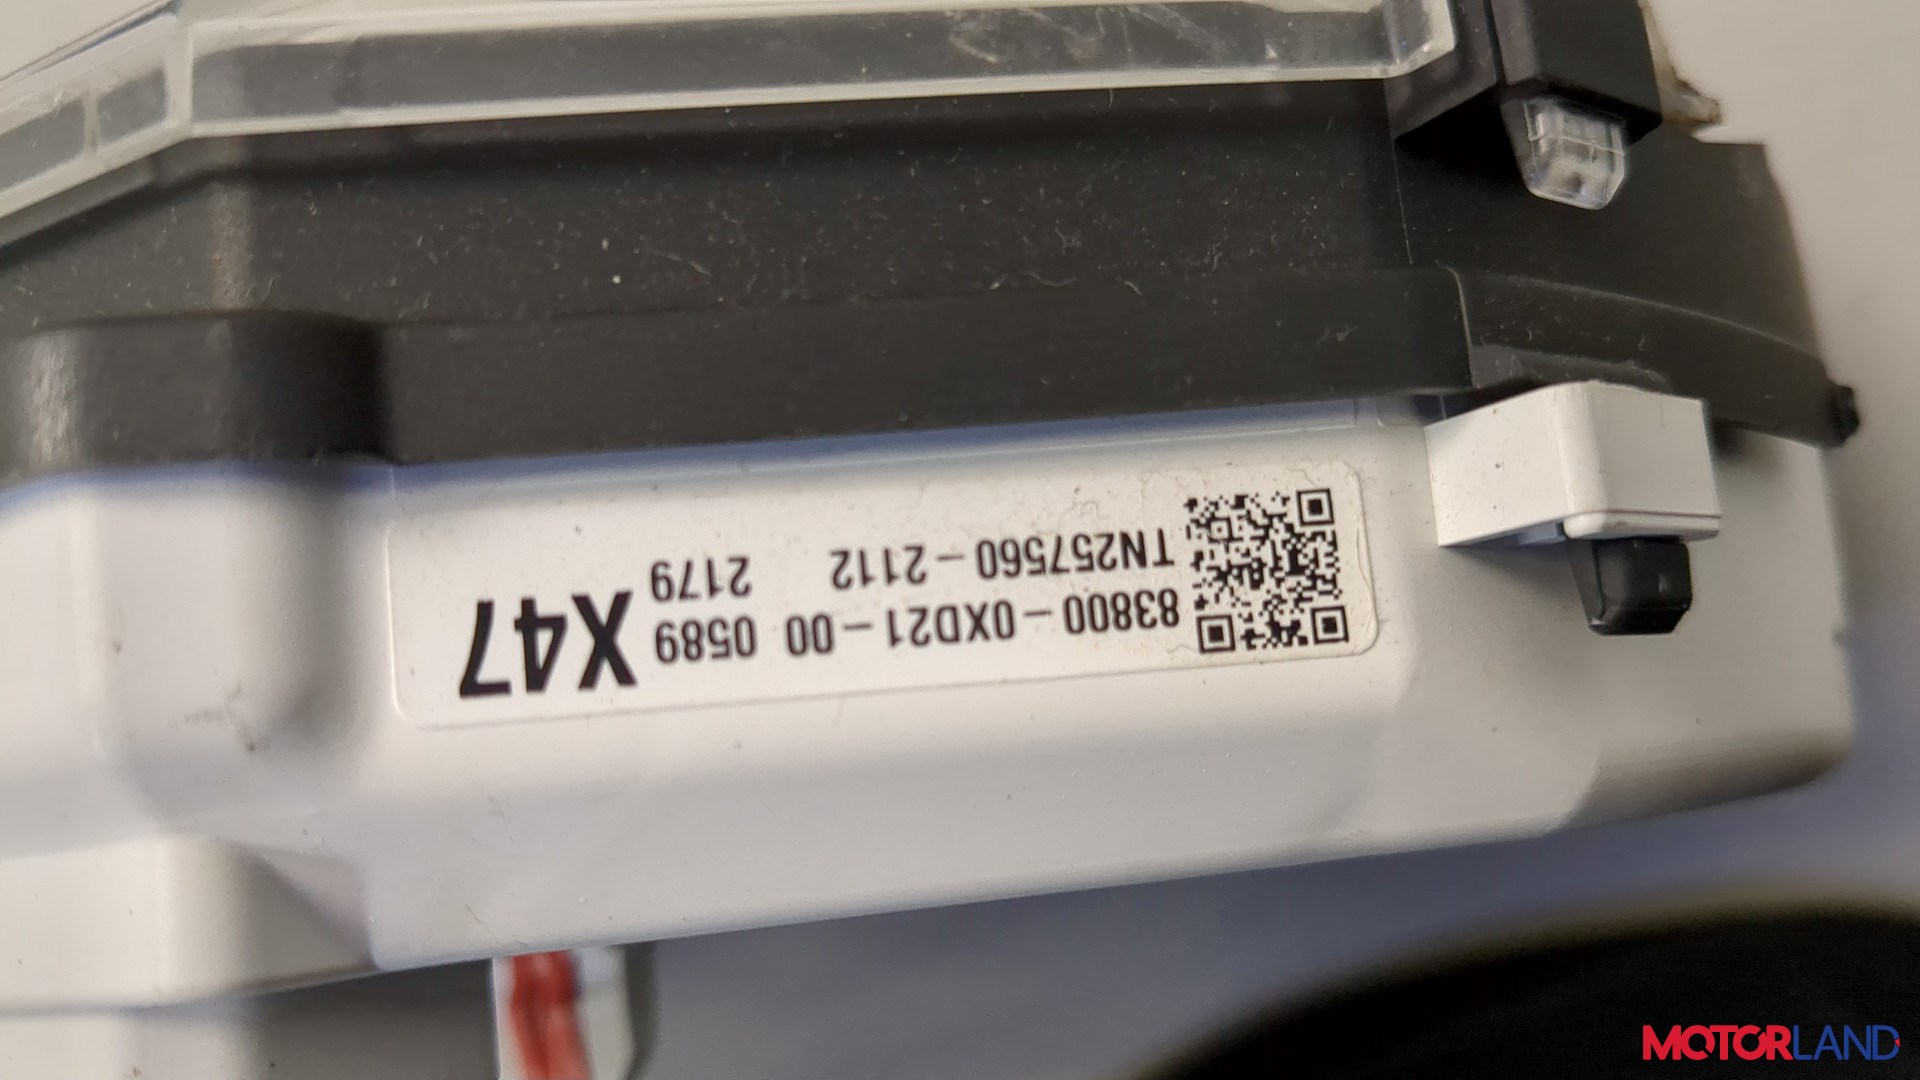 83800-0XD21-00 0589 X47
TN257560-2112 2179
MOTORLAND